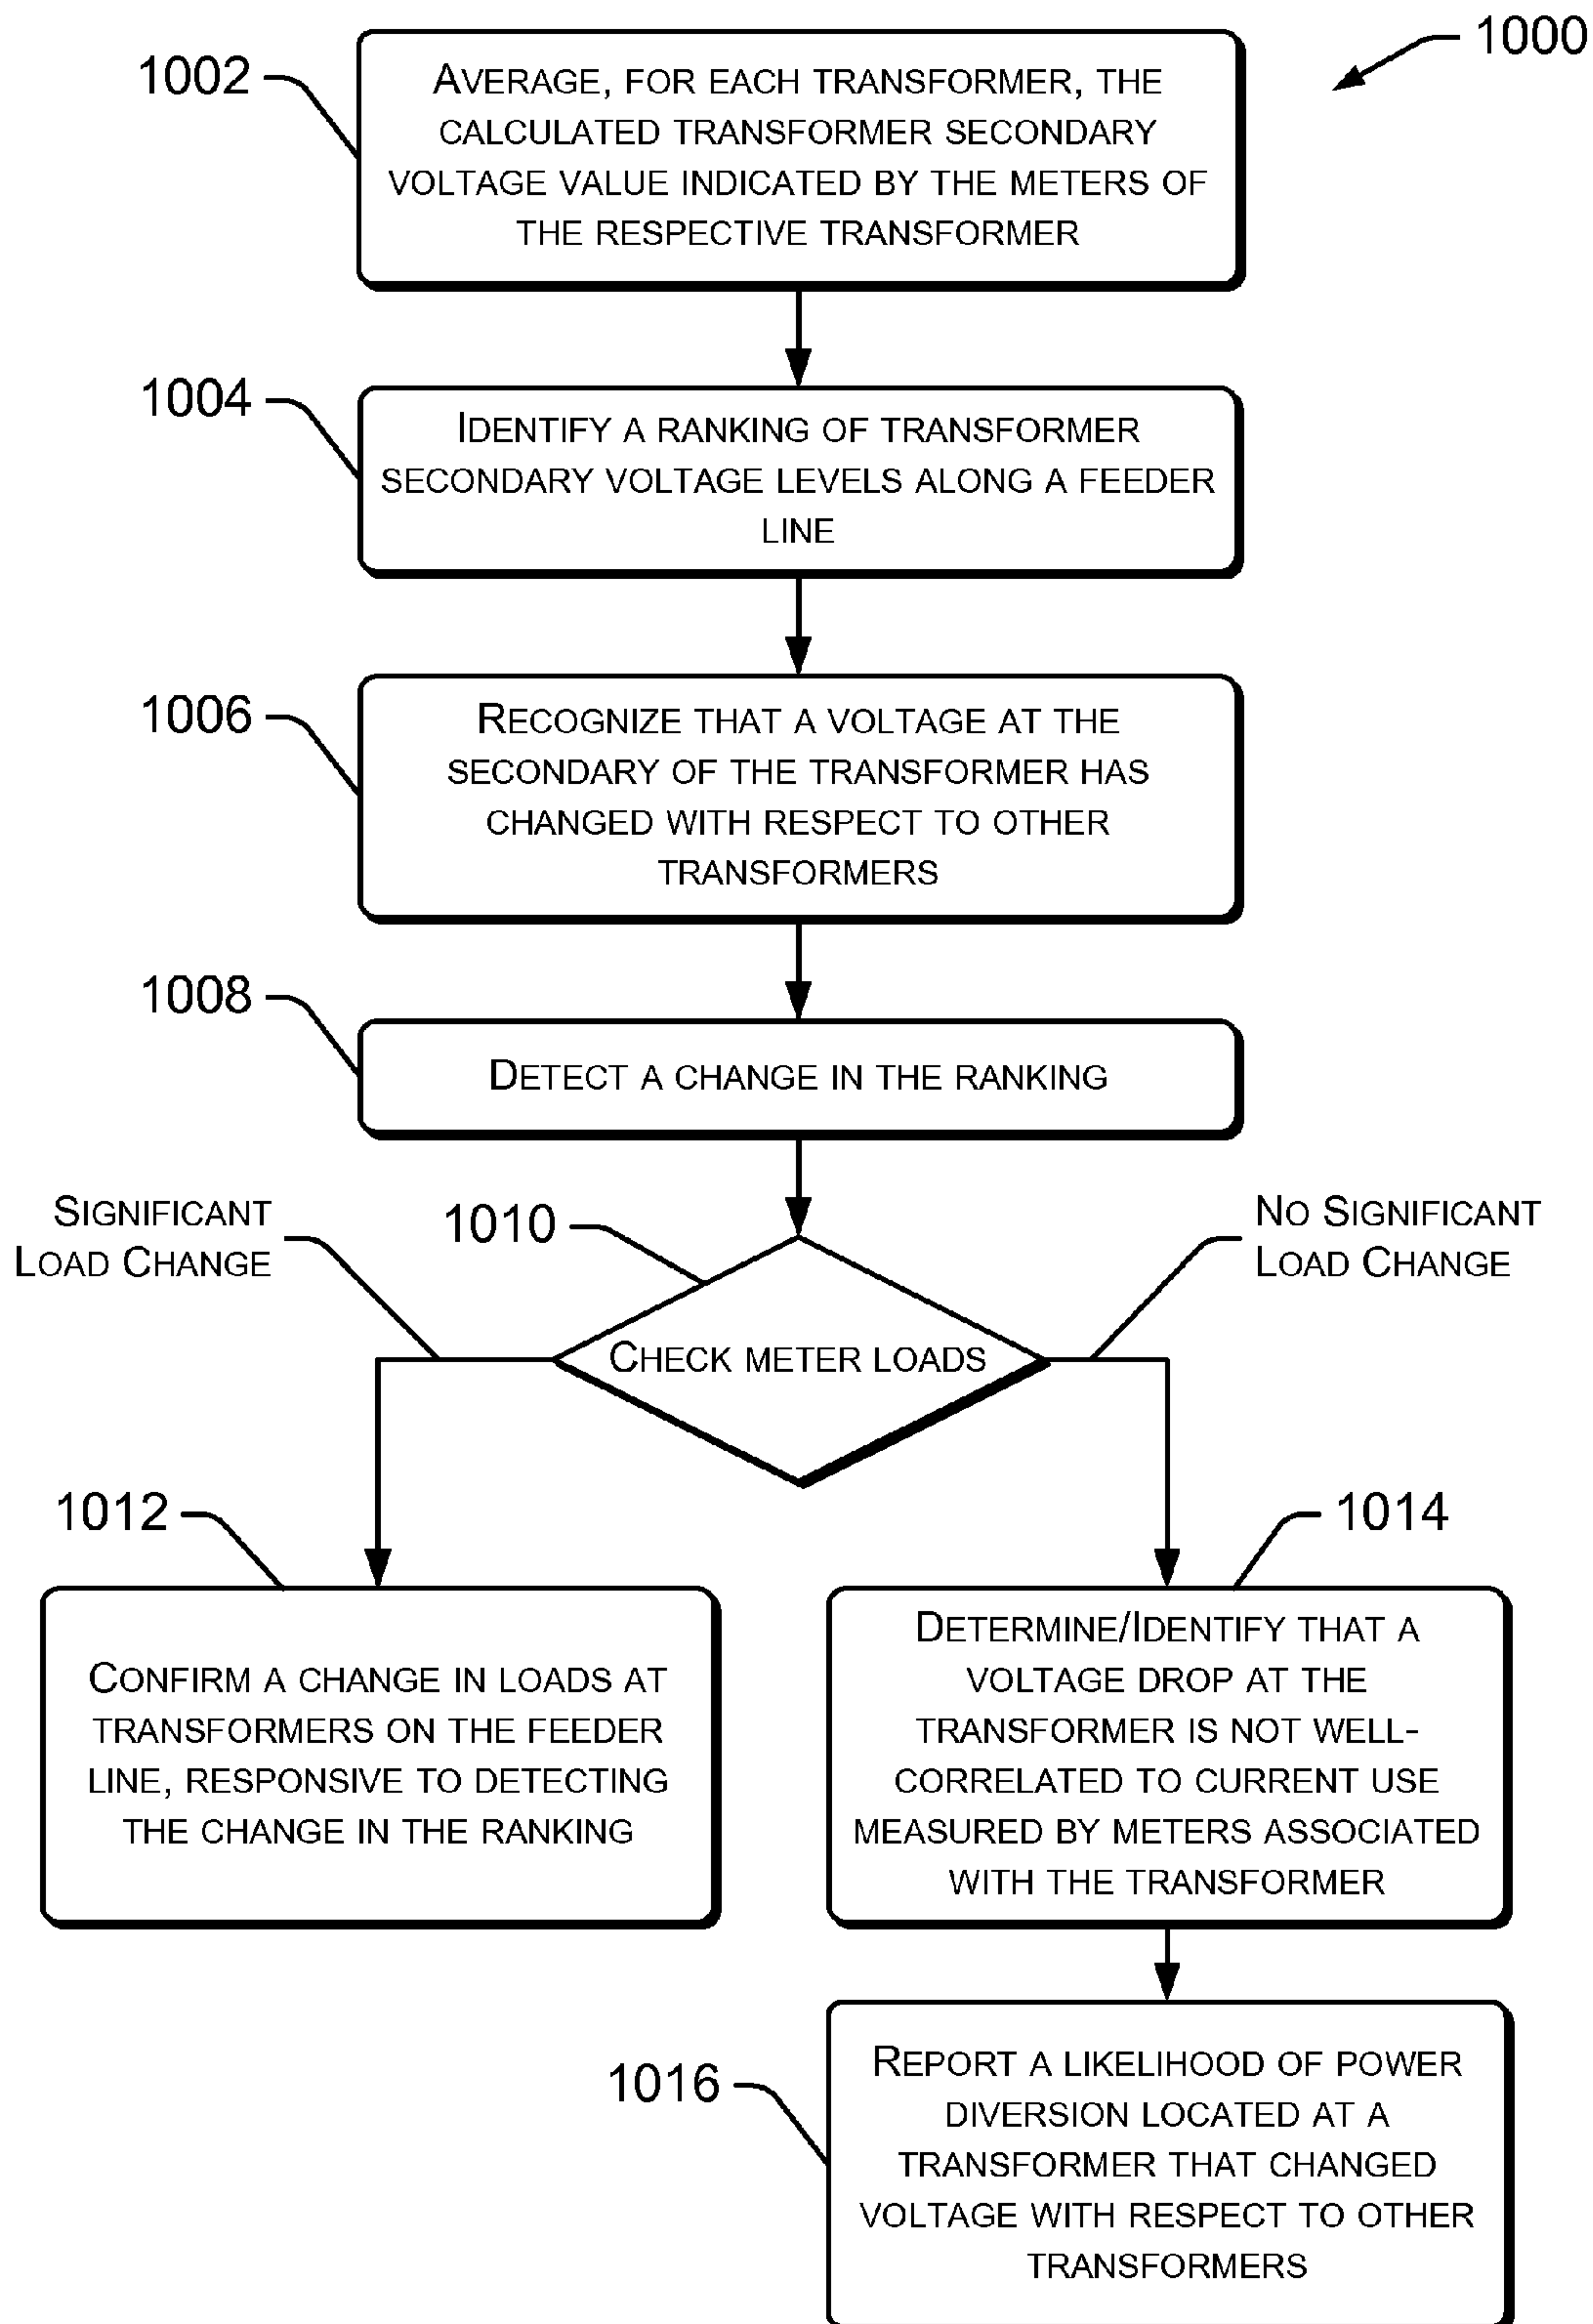 1000
1002
AVERAGE, FOR EACH TRANSFORMER, THE
CALCULATED TRANSFORMER SECONDARY
VOLTAGE VALUE INDICATED BY THE METERS OF
THE RESPECTIVE TRANSFORMER
1004
IDENTIFY A RANKING OF TRANSFORMER
SECONDARY VOLTAGE LEVELS ALONG A FEEDER
LINE
1006
RECOGNIZE THAT A VOLTAGE AT THE
SECONDARY OF THE TRANSFORMER HAS
CHANGED WITH RESPECT TO OTHER
TRANSFORMERS
1008
DETECT A CHANGE IN THE RANKING
SIGNIFICANT
LOAD CHANGE
1010
NO SIGNIFICANT
LOAD CHANGE
CHECK METER LOADS
1012
CONFIRM A CHANGE IN LOADS AT
TRANSFORMERS ON THE FEEDER
LINE, RESPONSIVE TO DETECTING
THE CHANGE IN THE RANKING
1014
DETERMINE/IDENTIFY THAT A
VOLTAGE DROP AT THE
TRANSFORMER IS NOT WELL-
CORRELATED TO CURRENT USE
MEASURED BY METERS ASSOCIATED
WITH THE TRANSFORMER
1016
REPORT A LIKELIHOOD OF POWER
DIVERSION LOCATED AT A
TRANSFORMER THAT CHANGED
VOLTAGE WITH RESPECT TO OTHER
TRANSFORMERS